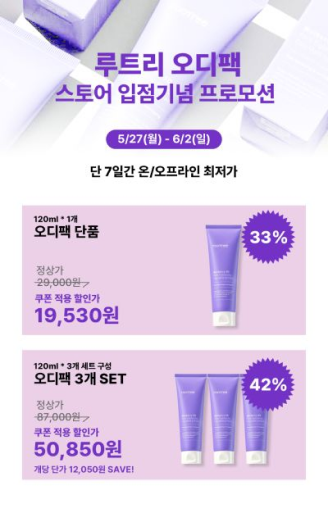 루트리 오디팩
스토어 입점기념 프로모션
5/27(월) - 6/2(일)
단 7일간 온/오프라인 최저가
120ml * 1개
오디팩 단품
33%
정상가
29,000원
쿠폰 적용 할인가
19,530원
120ml * 3개 세트 구성
오디팩 3개 SET
42%
정상가
87,000원
쿠폰 적용 할인가
50,850원
개당 단가 12,050원 SAVE!